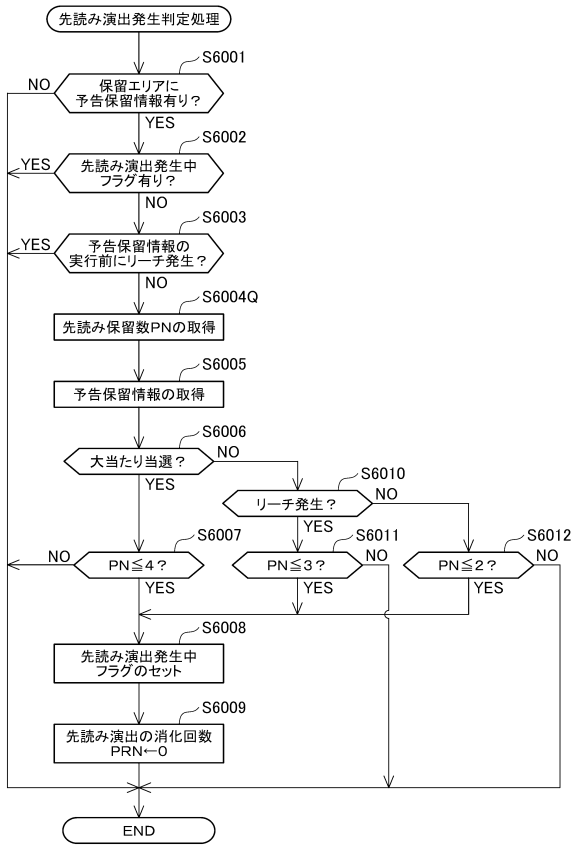 先読み演出発生判定処理
S6001
保留エリアに
予告保留情報有り？
NO
YES
S6002
先読み演出発生中
フラグ有り？
YES
NO
S6003
予告保留情報の
実行前にリーチ発生？
YES
NO
S6004Q
先読み保留数PNの取得
S6005
予告保留情報の取得
S6006
大当たり当選？
NO
YES
S6010
リーチ発生？
NO
YES
S6007
PN≦4？
NO
YES
S6011
PN≦3？
NO
YES
S6012
PN≦2？
NO
YES
S6008
先読み演出発生中
フラグのセット
S6009
先読み演出の消化回数
PRN←0
END